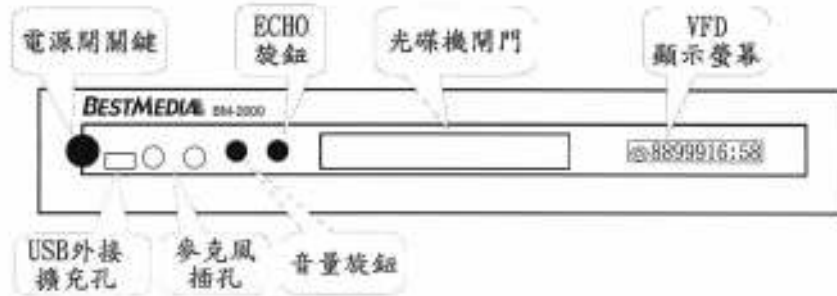 電源開關鍵
ECHO
旋鈕
光碟機閘門
VFD
顯示螢幕
BESTMEDIA BM-2000
8899916:58
USB外接
擴充孔
麥克風
插孔
音量旋鈕